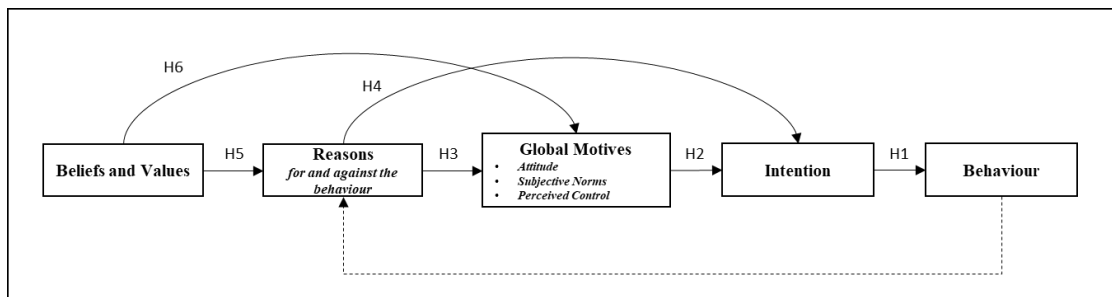 H6
H4
Beliefs and Values
H5
Reasons
for and against the
behaviour
H3
Global Motives
• Attitude
• Subjective Norms
• Perceived Control
H2
Intention
H1
Behaviour